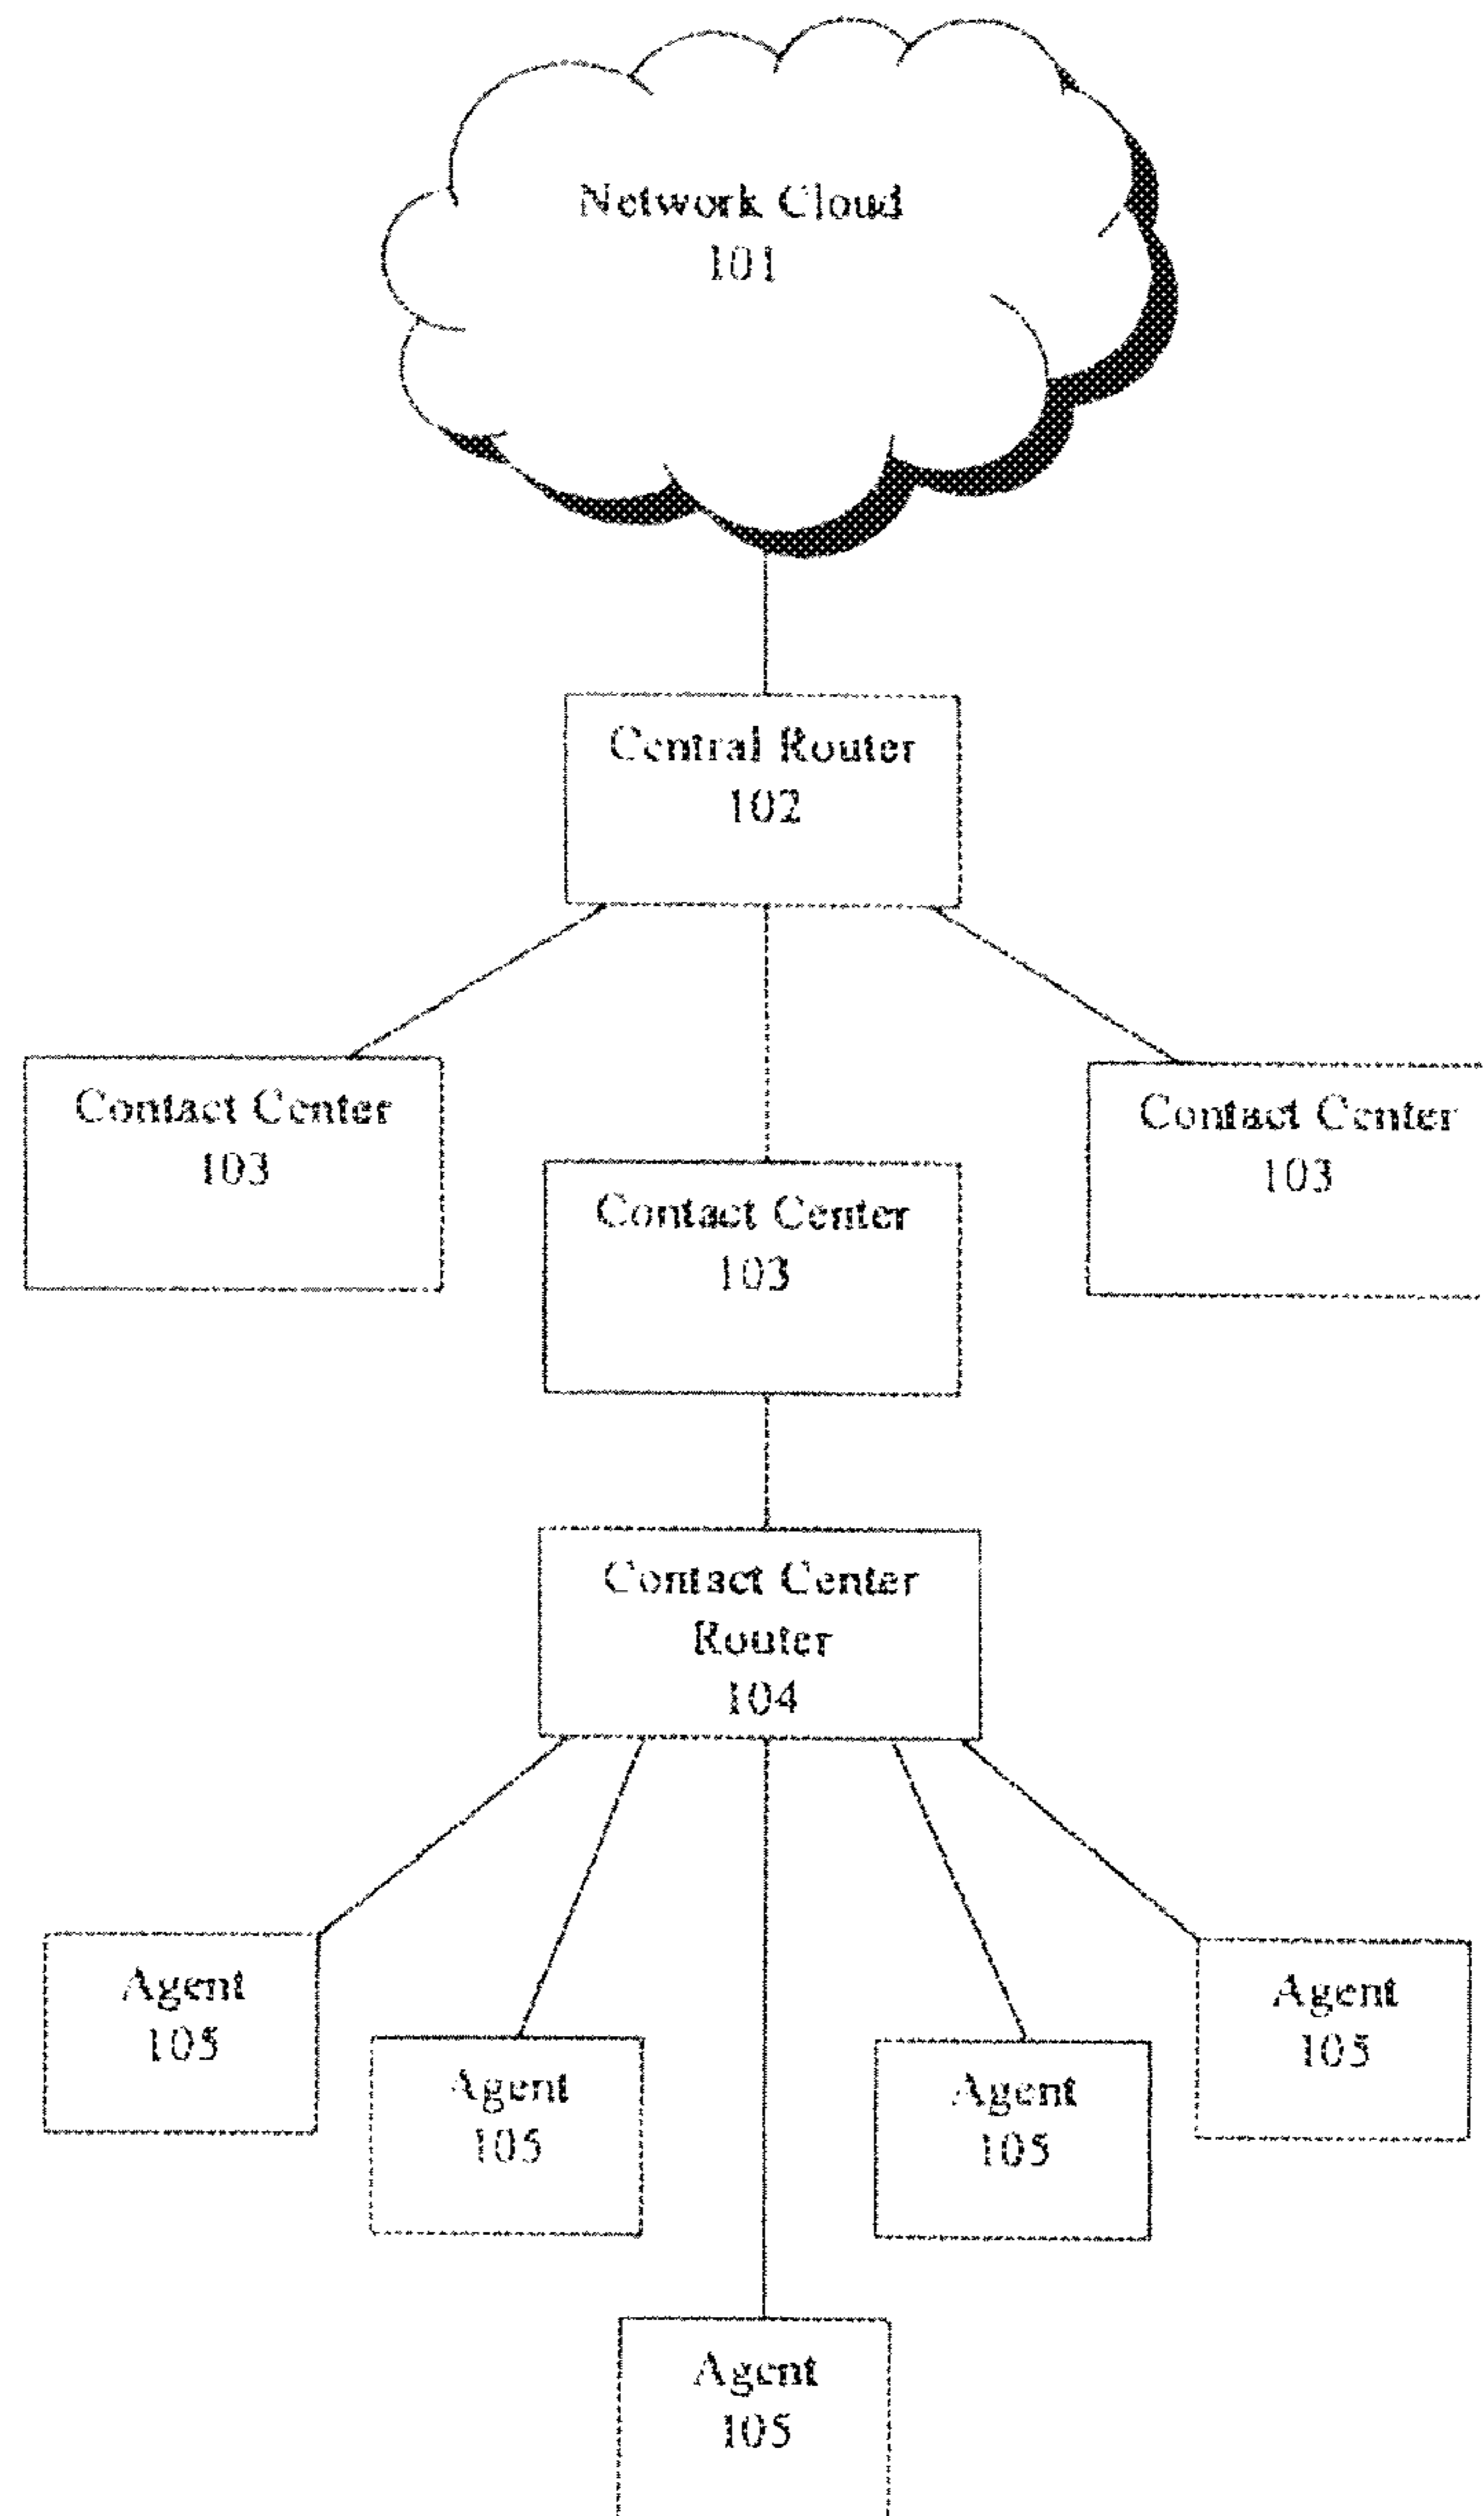 Network Cloud
101
Central Router
102
Contact Center
103
Contact Center
103
Contact Center
103
Contact Center
Router
104
Agent
105
Agent
105
Agent
105
Agent
105
Agent
105